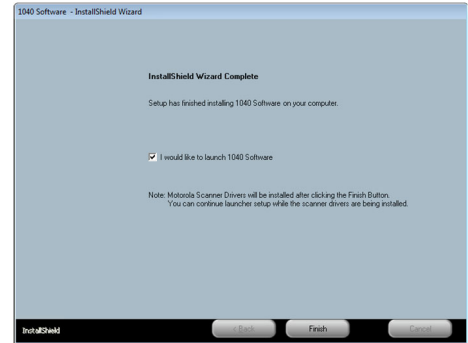 1040 Software - InstallShield Wizard
InstallShield Wizard Complete
Setup has finished installing 1040 Software on your computer.
I would like to launch 1040 Software
Note: Motorola Scanner Drivers will be installed after clicking the Finish Button.
You can continue launcher setup while the scanner drivers are being installed.
InstallShield
< Back
Finish
Cancel